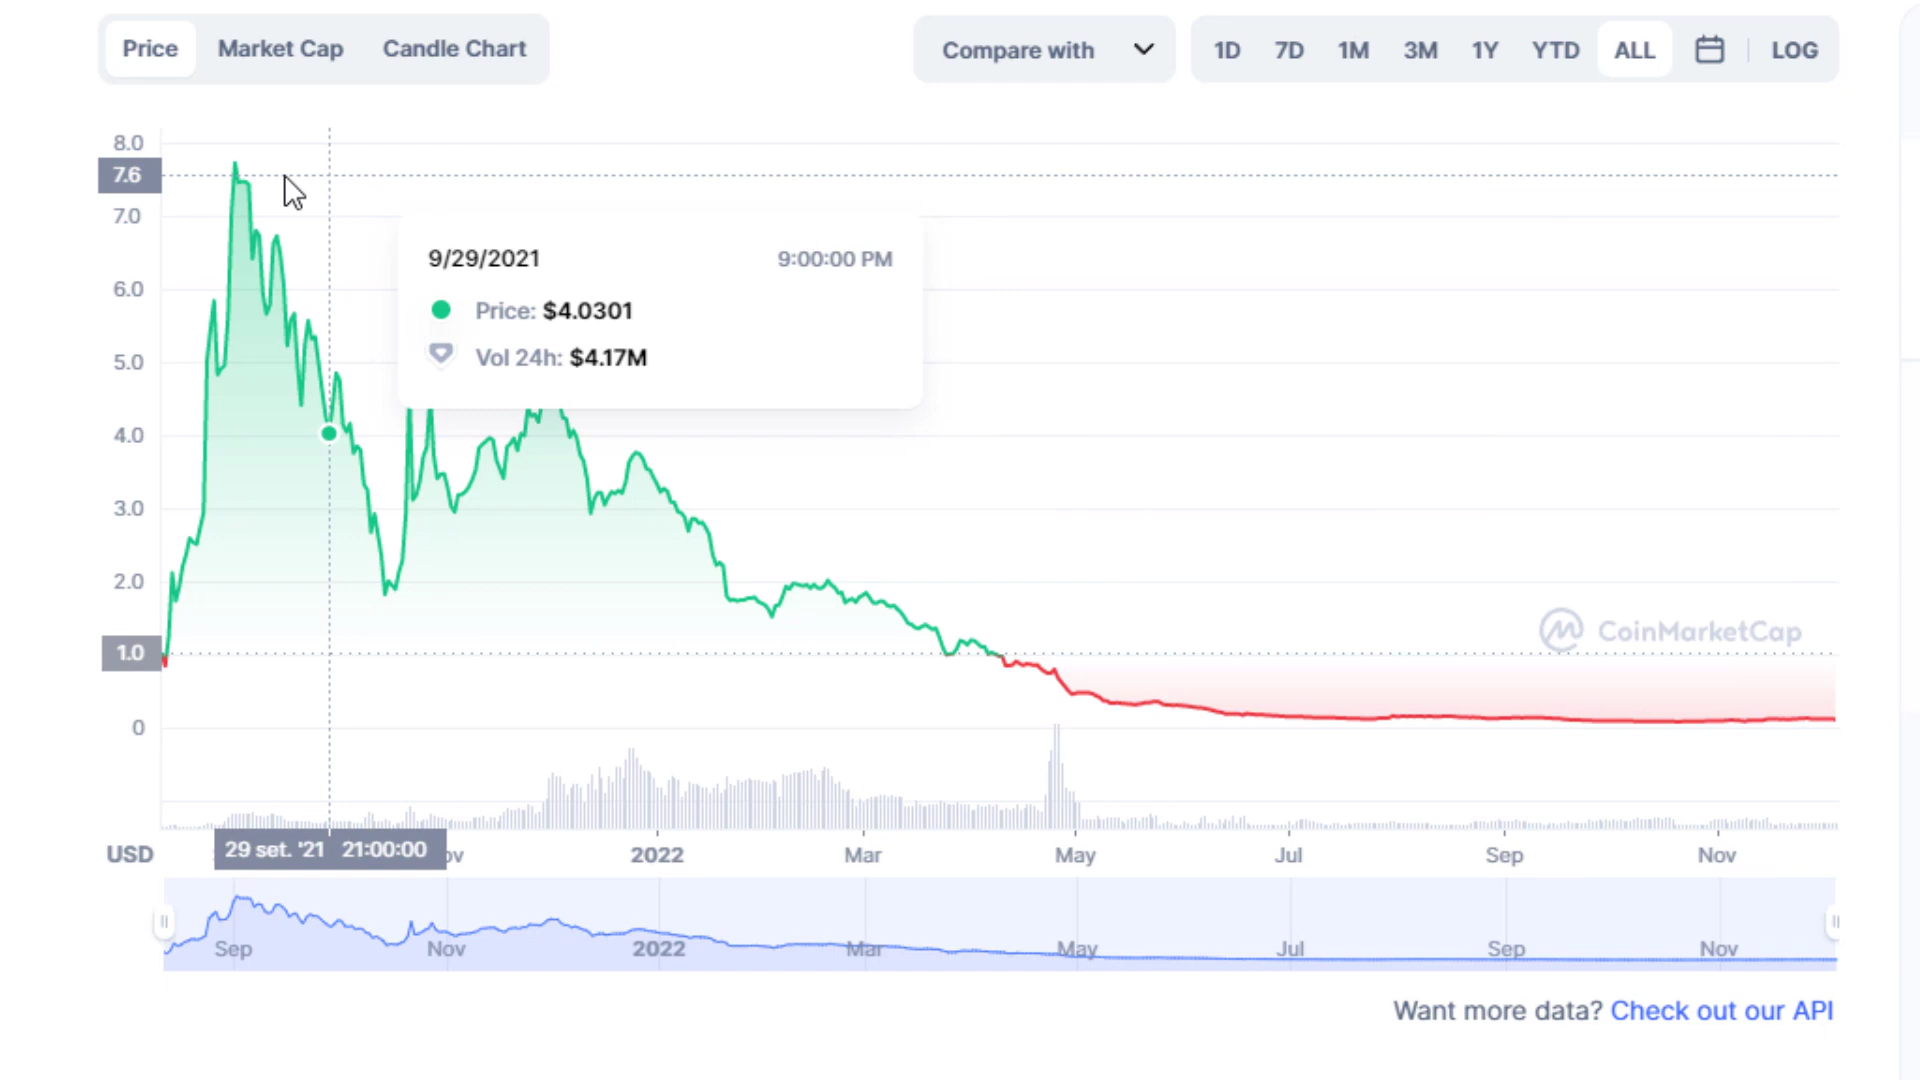 Price Market Cap Candle Chart Compare with 1D 7D 1M 3M 1Y YTD ALL LOG
8.0
7.6
7.0
9/29/2021 9:00:00 PM
6.0
Price: $4.0301
5.0
Vol 24h: $4.17M
4.0
3.0
2.0
CoinMarketCap
1.0
0
USD 29 set. '21 21:00:00 ov 2022 Mar May Jul Sep Nov
Sep Nov 2022 Mar May Jul Sep Nov
Want more data? Check out our API